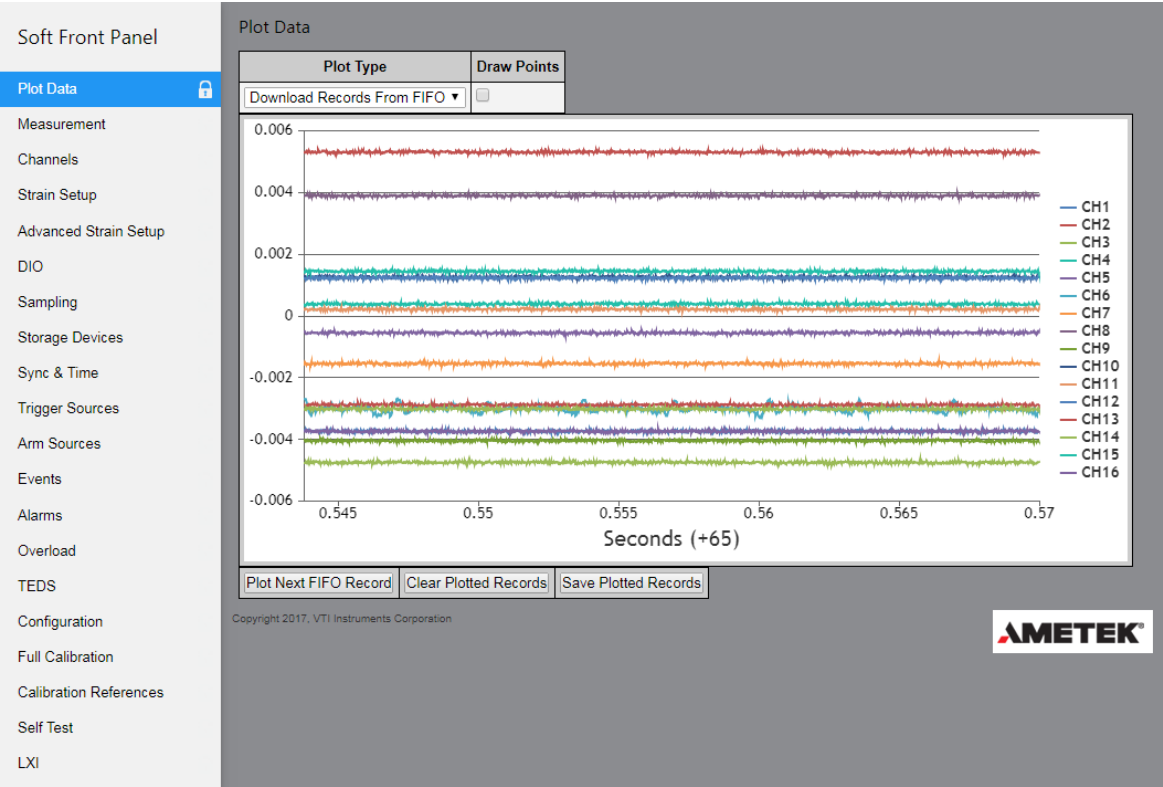 Soft Front Panel
Plot Data
Measurement
Channels
Strain Setup
Advanced Strain Setup
DIO
Sampling
Storage Devices
Sync & Time
Trigger Sources
Arm Sources
Events
Alarms
Overload
TEDS
Configuration
Full Calibration
Calibration References
Self Test
LXI
Plot Data
Plot Type Draw Points
Download Records From FIFO
0.006
0.004
0.002
0
-0.002
-0.004
-0.006
0.545 0.55 0.555 0.56 0.565 0.57
Seconds (+65)
CH1
CH2
CH3
CH4
CH5
CH6
CH7
CH8
CH9
CH10
CH11
CH12
CH13
CH14
CH15
CH16
Plot Next FIFO Record Clear Plotted Records Save Plotted Records
Copyright 2017, VTI Instruments Corporation
AMETEK®